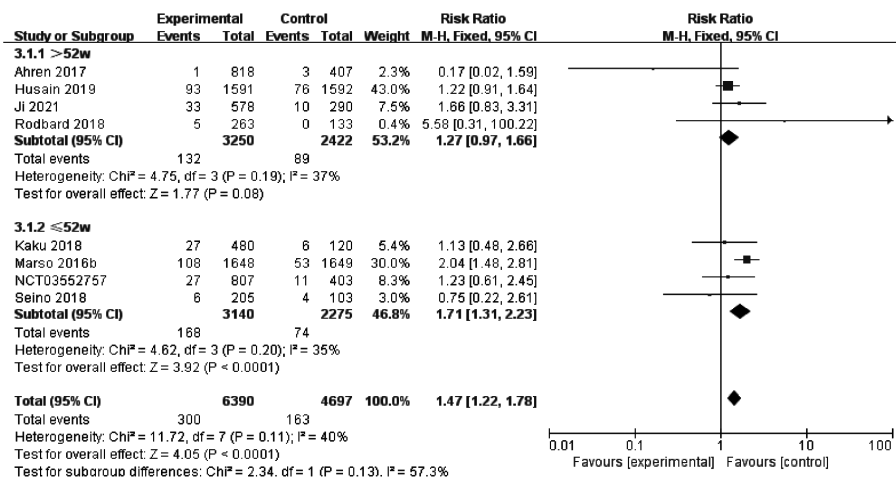 Experimental Control Risk Ratio Risk Ratio
Study or Subgroup Events Total Events Total Weight M-H, Fixed, 95% CI M-H, Fixed, 95% CI
3.1.1 >52w
Ahren 2017 1 818 3 407 2.3% 0.17 [0.02, 1.59]
Husain 2019 93 1591 76 1592 43.0% 1.22 [0.91, 1.64]
Ji 2021 33 578 10 290 7.5% 1.66 [0.83, 3.31]
Rodbard 2018 5 263 0 133 0.4% 5.58 [0.31, 100.22]
Subtotal (95% CI) 3250 2422 53.2% 1.27 [0.97, 1.66]
Total events 132 89
Heterogeneity: Chi² = 4.75, df = 3 (P = 0.19); I² = 37%
Test for overall effect: Z = 1.77 (P = 0.08)
3.1.2 ≤52w
Kaku 2018 27 480 6 120 5.4% 1.13 [0.48, 2.66]
Marso 2016b 108 1648 53 1649 30.0% 2.04 [1.48, 2.81]
NCT03552757 27 807 11 403 8.3% 1.23 [0.61, 2.45]
Seino 2018 6 205 4 103 3.0% 0.75 [0.22, 2.61]
Subtotal (95% CI) 3140 2275 46.8% 1.71 [1.31, 2.23]
Total events 168 74
Heterogeneity: Chi² = 4.62, df = 3 (P = 0.20); I² = 35%
Test for overall effect: Z = 3.92 (P < 0.0001)
Total (95% CI) 6390 4697 100.0% 1.47 [1.22, 1.78]
Total events 300 163
Heterogeneity: Chi² = 11.72, df = 7 (P = 0.11); I² = 40%
Test for overall effect: Z = 4.05 (P < 0.0001)
Test for subgroup differences: Chi² = 2.34, df = 1 (P = 0.13), I² = 57.3%
0.01 0.1 1 10 100
Favours [experimental] Favours [control]